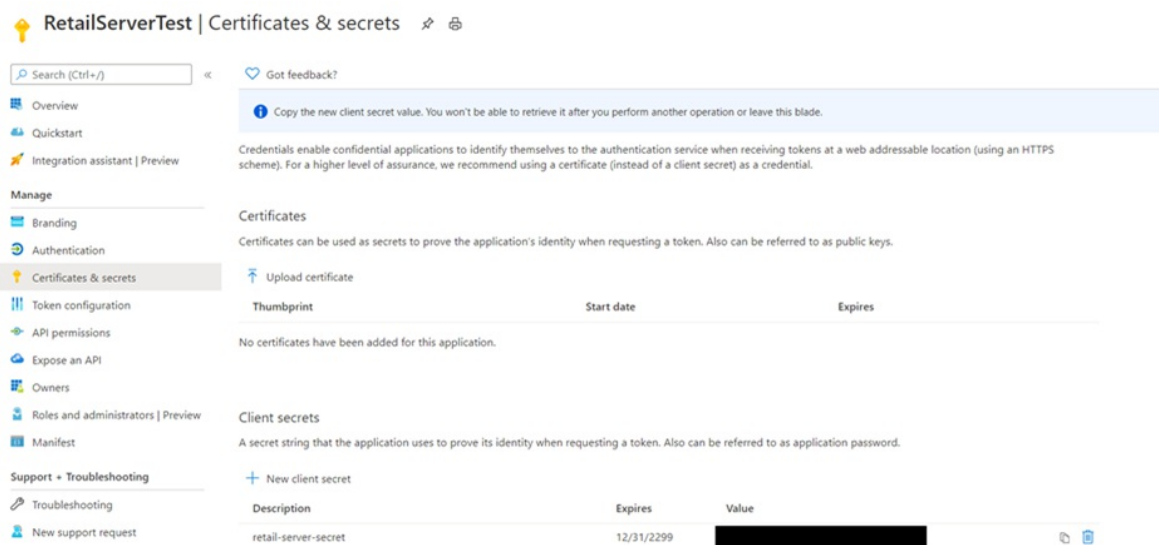 RetailServerTest | Certificates & secrets
Search (Ctrl+/)
«
Overview
Quickstart
Integration assistant | Preview
Manage
Branding
Authentication
Certificates & secrets
Token configuration
API permissions
Expose an API
Owners
Roles and administrators | Preview
Manifest
Support + Troubleshooting
Troubleshooting
New support request
Got feedback?
Copy the new client secret value. You won't be able to retrieve it after you perform another operation or leave this blade.
Credentials enable confidential applications to identify themselves to the authentication service when receiving tokens at a web addressable location (using an HTTPS
scheme). For a higher level of assurance, we recommend using a certificate (instead of a client secret) as a credential.
Certificates
Certificates can be used as secrets to prove the application's identity when requesting a token. Also can be referred to as public keys.
Upload certificate
Thumbprint Start date Expires
No certificates have been added for this application.
Client secrets
A secret string that the application uses to prove its identity when requesting a token. Also can be referred to as application password.
New client secret
Description Expires Value
retail-server-secret 12/31/2299